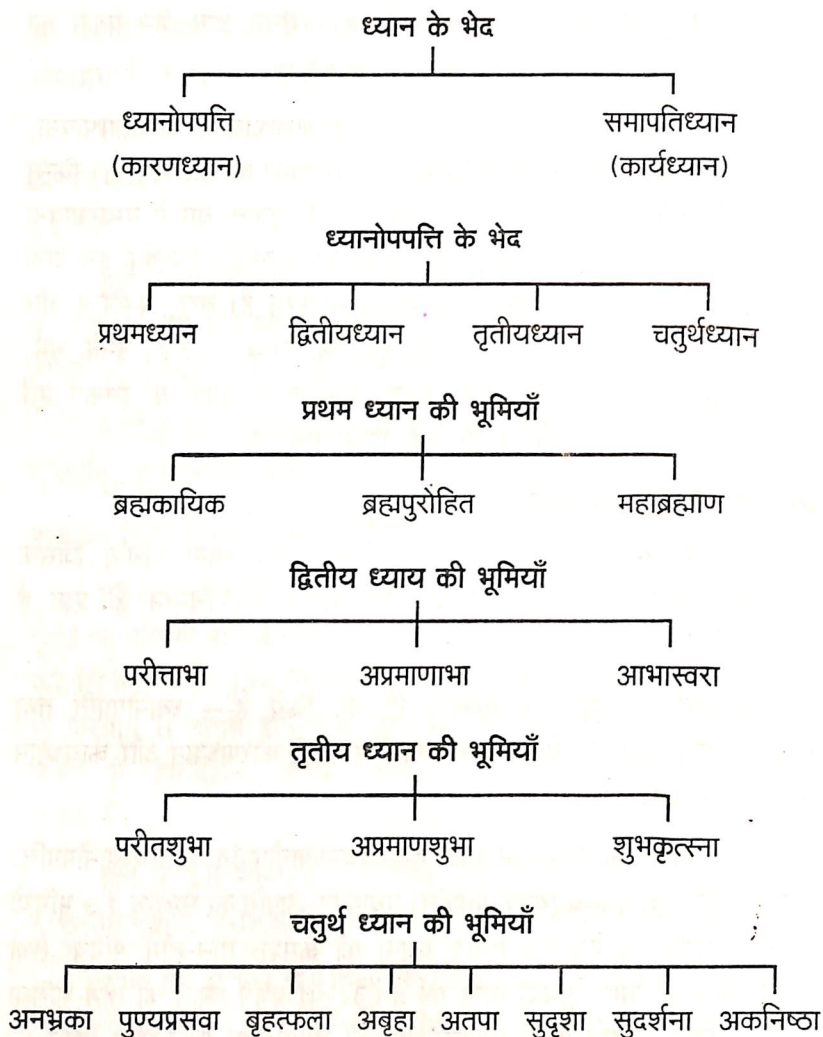 ध्यान के भेद
ध्यानोपपत्ति समापतिध्यान
(कारणध्यान) (कार्यध्यान)
ध्यानोपपत्ति के भेद
प्रथमध्यान द्वितीयध्यान तृतीयध्यान चतुर्थध्यान
प्रथम ध्यान की भूमियाँ
ब्रह्मकायिक ब्रह्मपुरोहित महाब्रह्माण
द्वितीय ध्याय की भूमियाँ
परीत्ताभा अप्रमाणाभा आभास्वरा
तृतीय ध्यान की भूमियाँ
परीतशुभा अप्रमाणशुभा शुभकृत्स्ना
चतुर्थ ध्यान की भूमियाँ
अनभ्रका पुण्यप्रसवा बृहत्फला अबृहा अतपा सुदृशा सुदर्शना अकनिष्ठा